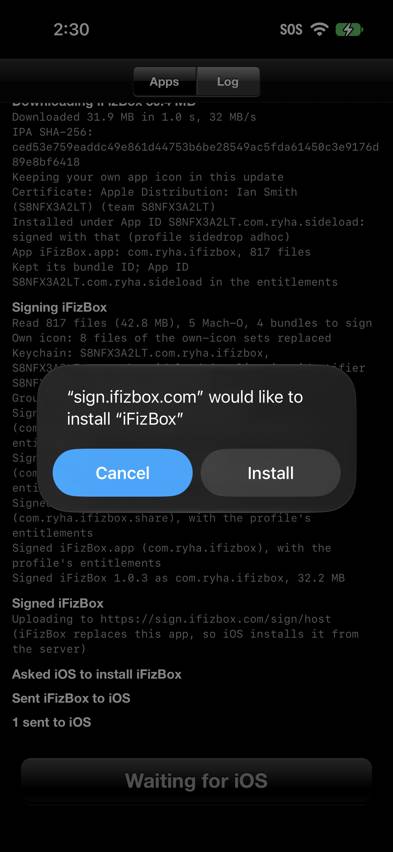 2:30
SOS
Apps
Log
Downloading iFizBox 30.4 MB
Downloaded 31.9 MB in 1.0 s, 32 MB/s
IPA SHA-256:
ced53e759eaddc49e861d44753b6be28549ac5fda61450c3e9176d
89e8bf6418
Keeping your own app icon in this update
Certificate: Apple Distribution: Ian Smith
(S8NFX3A2LT) (team S8NFX3A2LT)
Installed under App ID S8NFX3A2LT.com.ryha.sideload:
signed with that (profile sidedrop adhoc)
App iFizBox.app: com.ryha.ifizbox, 817 files
Kept its bundle ID; App ID
S8NFX3A2LT.com.ryha.sideload in the entitlements
Signing iFizBox
Read 817 files (42.8 MB), 5 Mach-O, 4 bundles to sign
Own icon: 8 files of the own-icon sets replaced
Keychain: S8NFX3A2LT.com.ryha.ifizbox,
“sign.ifizbox.com” would like to
install “iFizBox”
Cancel
Install
(com.ryha.ifizbox.share), with the profile's
entitlements
Signed iFizBox.app (com.ryha.ifizbox), with the
profile's entitlements
Signed iFizBox 1.0.3 as com.ryha.ifizbox, 32.2 MB
Signed iFizBox
Uploading to https://sign.ifizbox.com/sign/host
(iFizBox replaces this app, so iOS installs it from
the server)
Asked iOS to install iFizBox
Sent iFizBox to iOS
1 sent to iOS
Waiting for iOS